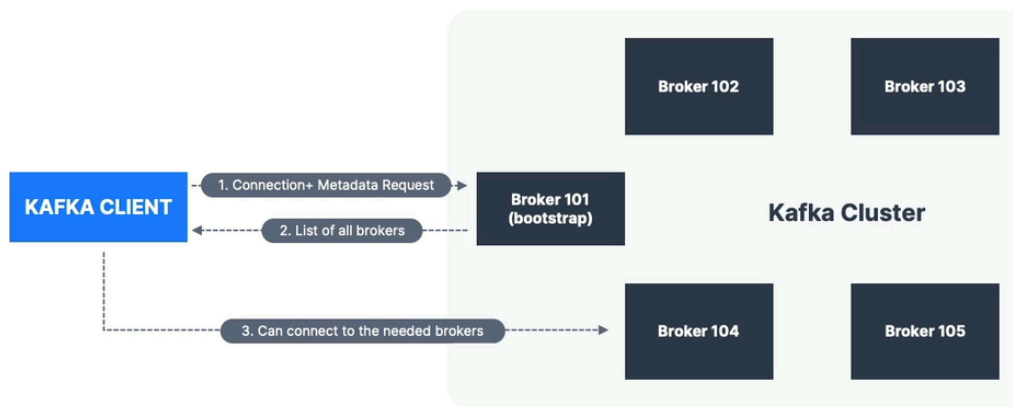 Broker 102
Broker 103
KAFKA CLIENT
1. Connection+ Metadata Request
2. List of all brokers
Broker 101
(bootstrap)
Kafka Cluster
3. Can connect to the needed brokers
Broker 104
Broker 105